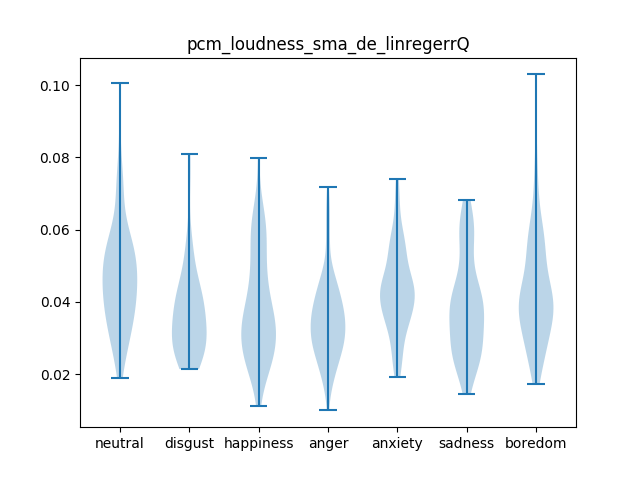 pcm_loudness_sma_de_linregerrQ
0.10
0.08
0.06
0.04
0.02
neutral disgust happiness anger anxiety sadness boredom